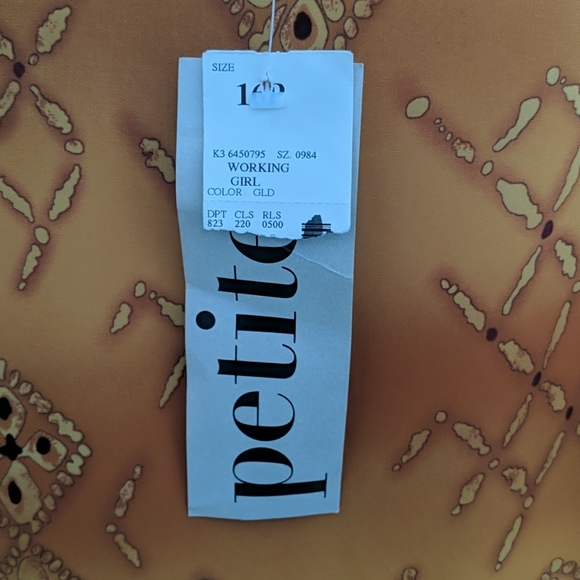 SIZE
K3 6450795 SZ. 0984
WORKING
GIRL
COLOR GLD
DPT CLS RLS
823 220 0500
petite